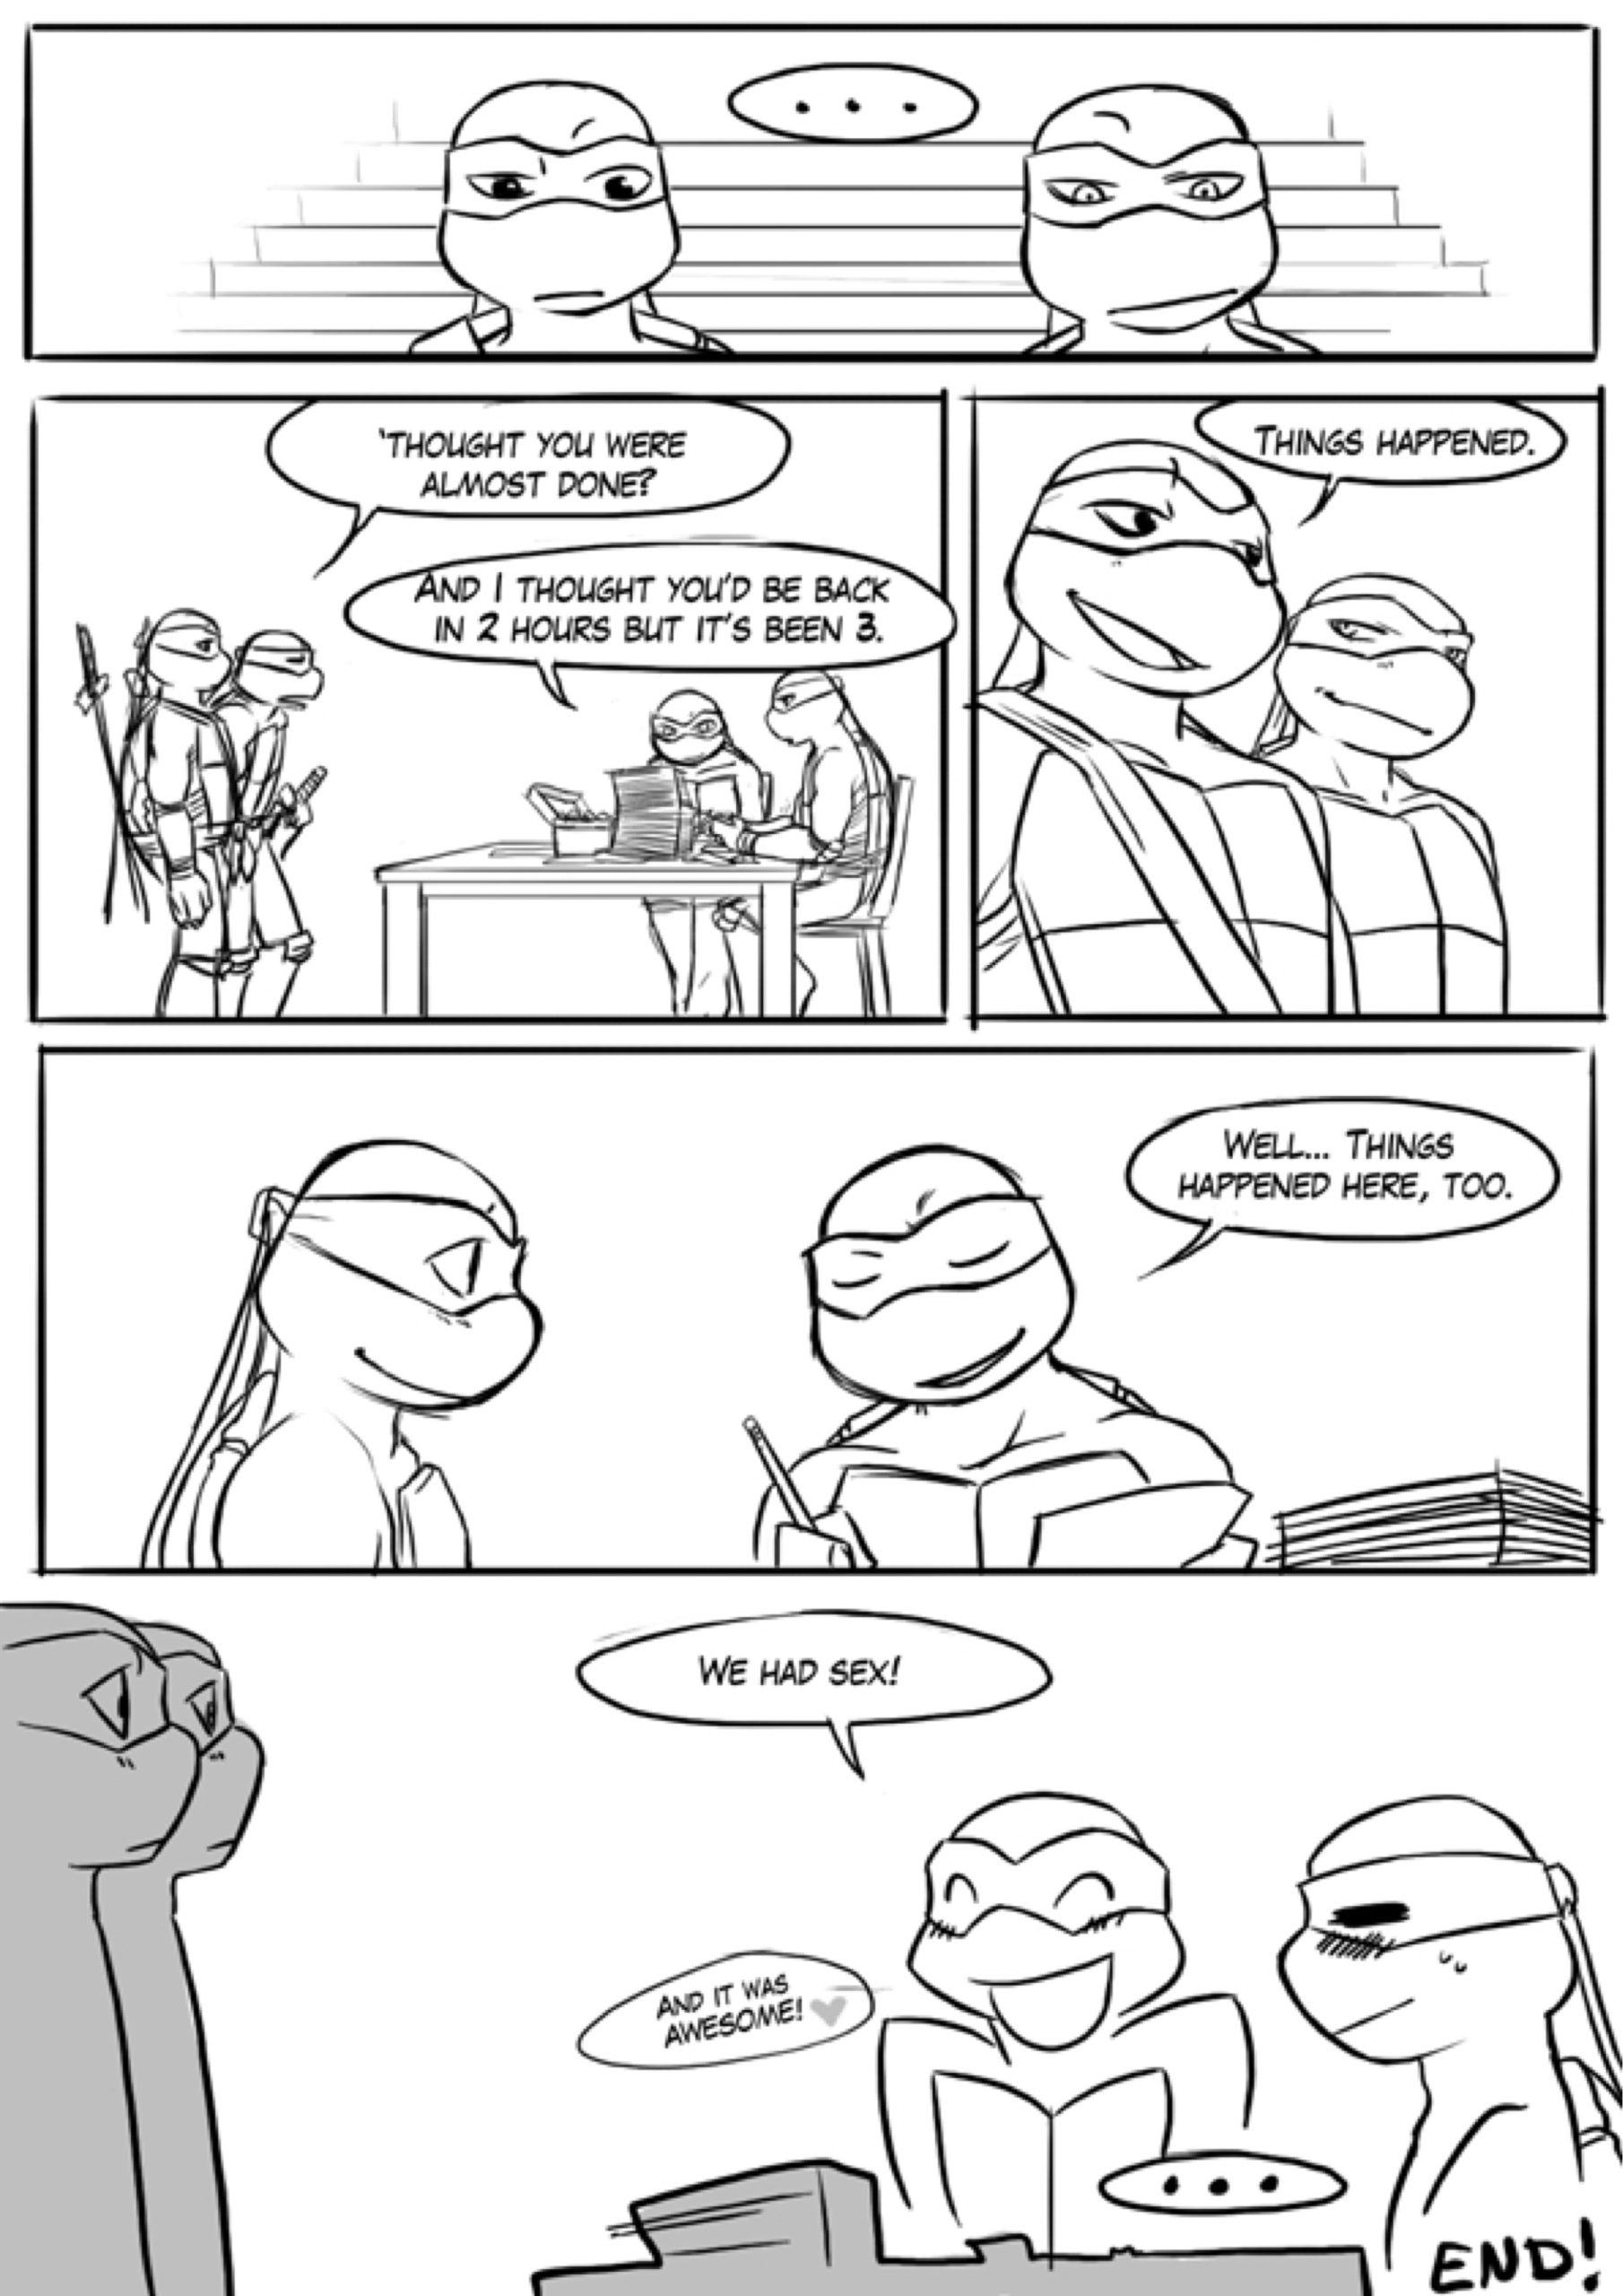 ...
'THOUGHT YOU WERE
ALMOST DONE?
AND I THOUGHT YOU'D BE BACK
IN 2 HOURS BUT IT'S BEEN 3.
THINGS HAPPENED.
WELL... THINGS
HAPPENED HERE, TOO.
WE HAD SEX!
AND IT WAS
AWESOME!
...
END!